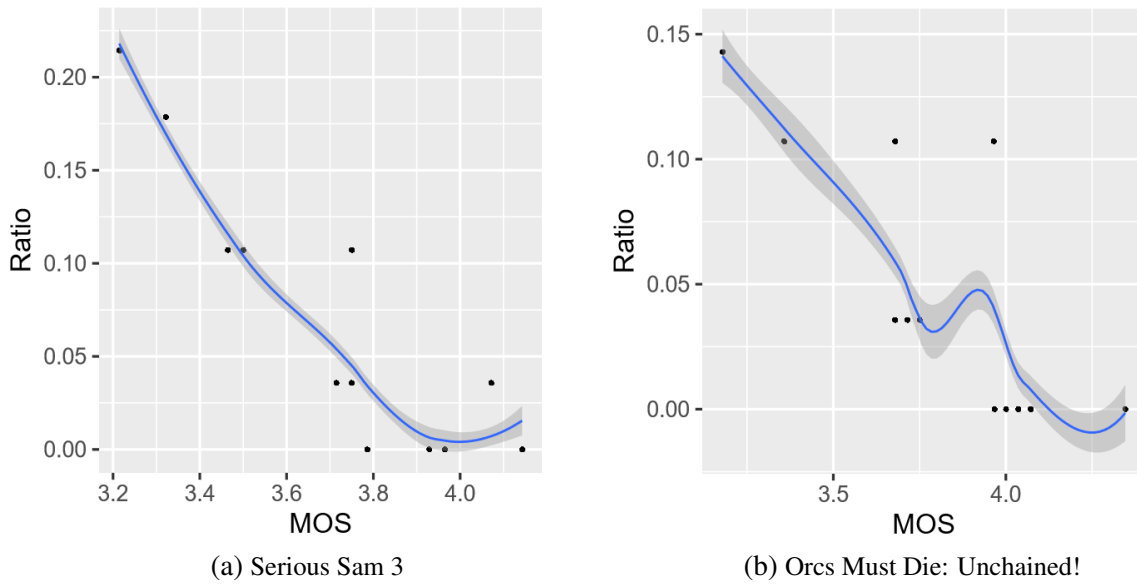 0.20
0.15
0.10
0.05
0.00
Ratio
3.2 3.4 3.6 3.8 4.0
MOS
(a) Serious Sam 3
0.15
0.10
0.05
0.00
Ratio
3.5 4.0
MOS
(b) Orcs Must Die: Unchained!